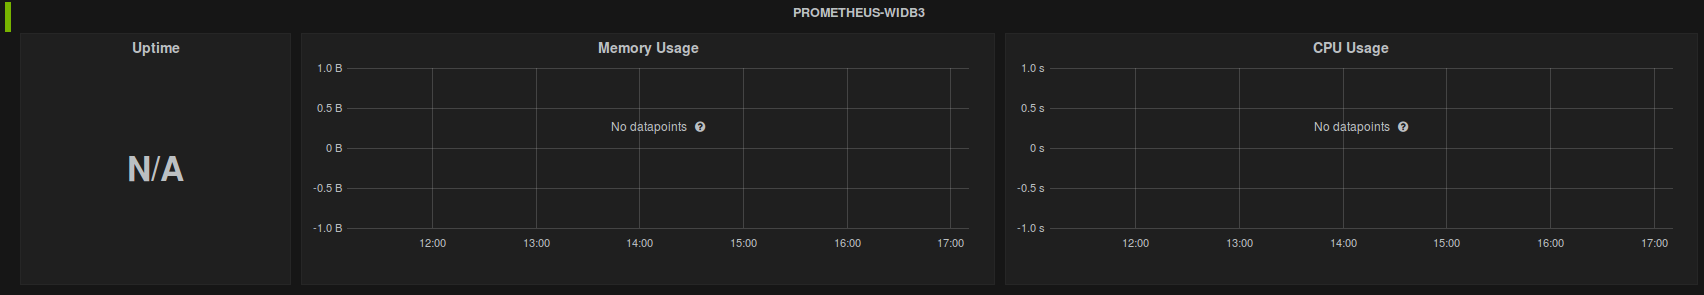 PROMETHEUS-WIDB3
Uptime
N/A
Memory Usage
1.0 B
0.5 B
0 B
-0.5 B
-1.0 B
No datapoints
12:00 13:00 14:00 15:00 16:00 17:00
CPU Usage
1.0 s
0.5 s
0 s
-0.5 s
-1.0 s
No datapoints
12:00 13:00 14:00 15:00 16:00 17:00